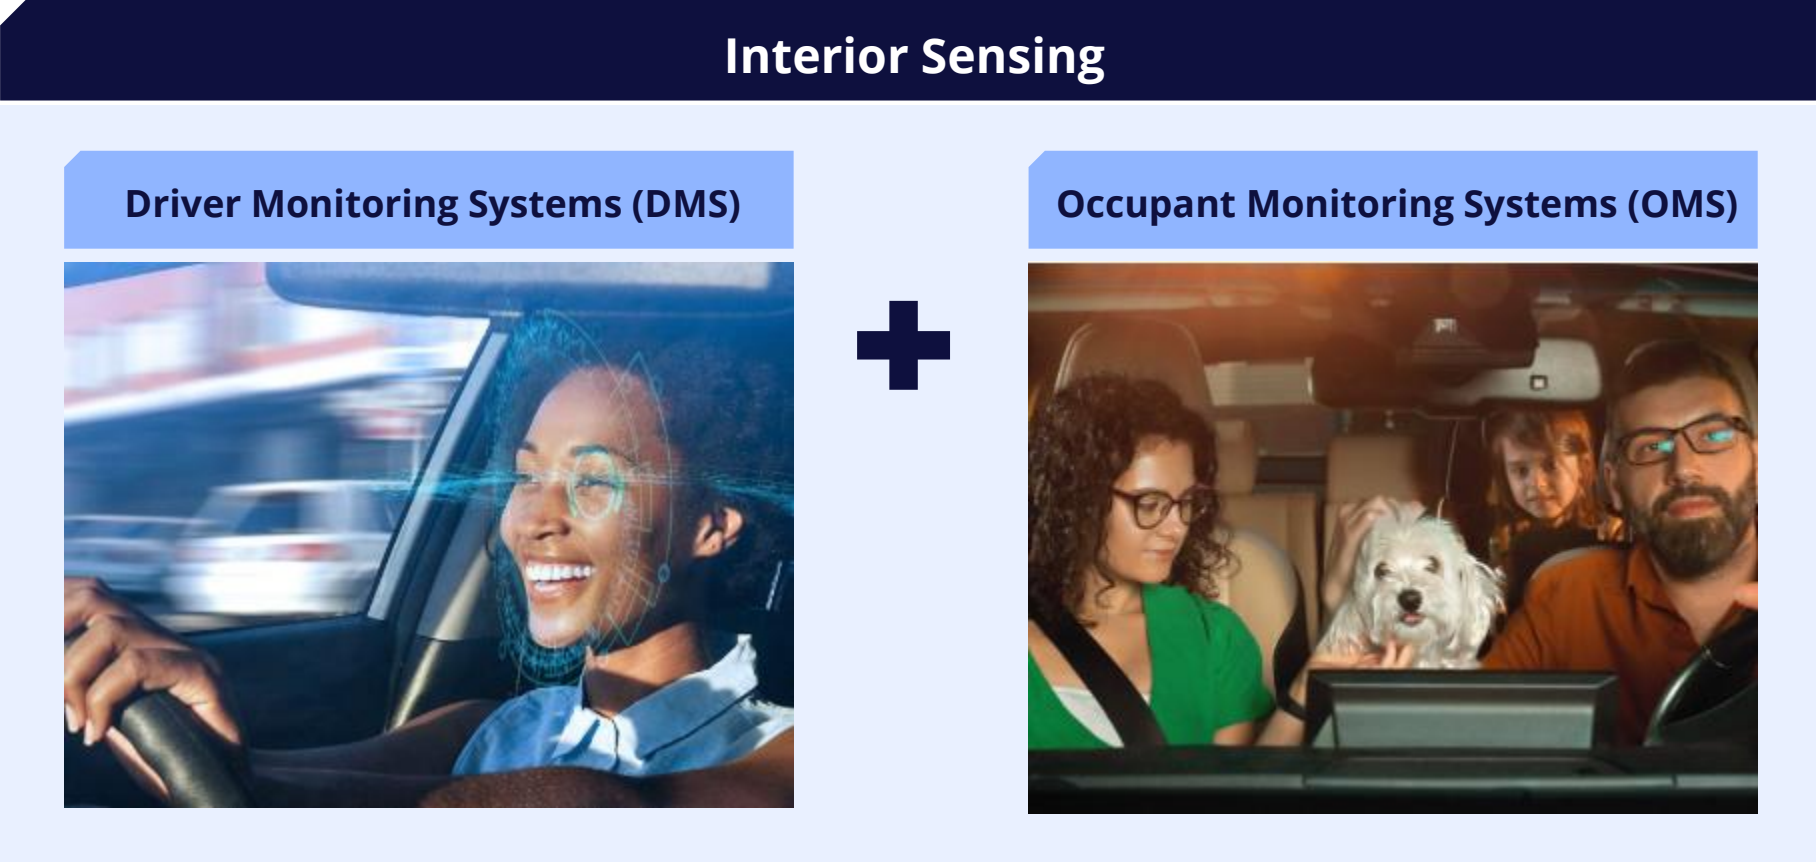 Interior Sensing
Driver Monitoring Systems (DMS)
Occupant Monitoring Systems (OMS)